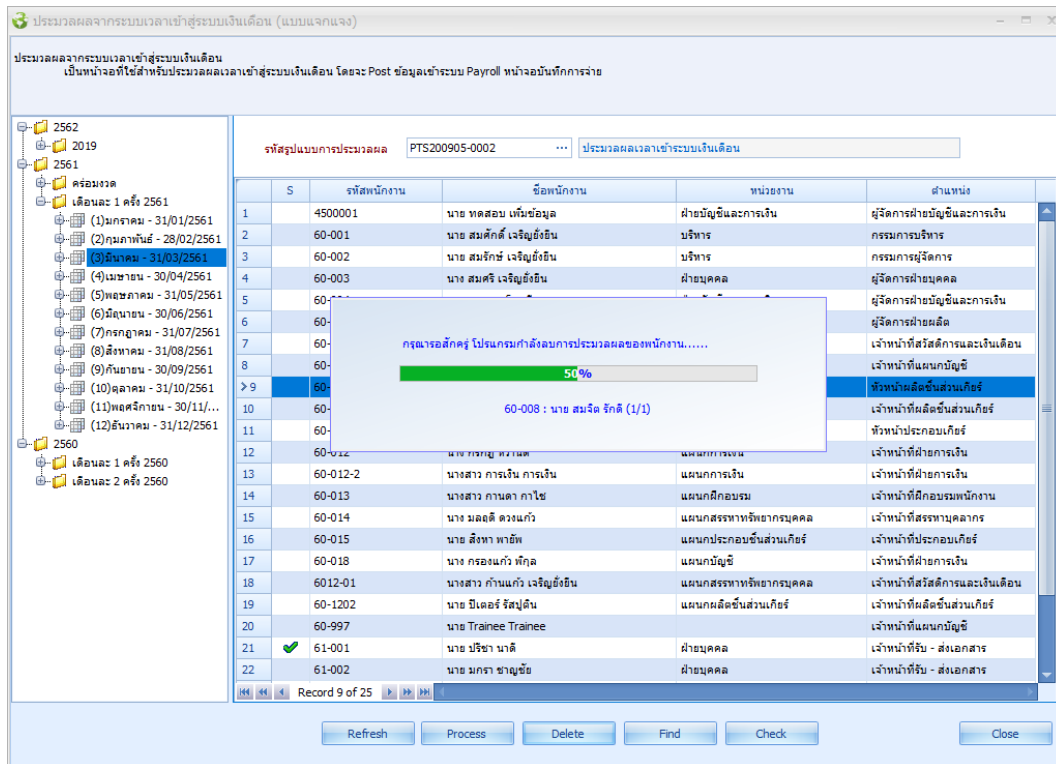 ประมวลผลจากระบบเวลาเข้าสู่ระบบเงินเดือน (แบบแจกแจง)
ประมวลผลจากระบบเวลาเข้าสู่ระบบเงินเดือน
เป็นหน้าจอที่ใช้สำหรับประมวลผลเวลาเข้าสู่ระบบเงินเดือน โดยจะ Post ข้อมูลเข้าระบบ Payroll หน้าจอบันทึกการจ่าย
2562
2019
2561
คร่อมงวด
เดือนละ 1 ครั้ง 2561
(1)มกราคม - 31/01/2561
(2)กุมภาพันธ์ - 28/02/2561
(3)มีนาคม - 31/03/2561
(4)เมษายน - 30/04/2561
(5)พฤษภาคม - 31/05/2561
(6)มิถุนายน - 30/06/2561
(7)กรกฎาคม - 31/07/2561
(8)สิงหาคม - 31/08/2561
(9)กันยายน - 30/09/2561
(10)ตุลาคม - 31/10/2561
(11)พฤศจิกายน - 30/11/...
(12)ธันวาคม - 31/12/2561
2560
เดือนละ 1 ครั้ง 2560
เดือนละ 2 ครั้ง 2560
รหัสรูปแบบการประมวลผล PTS200905-0002 ... ประมวลผลเวลาเข้าระบบเงินเดือน
S รหัสพนักงาน ชื่อพนักงาน หน่วยงาน ตำแหน่ง
1 4500001 นาย ทดสอบ เพิ่มข้อมูล ฝ่ายบัญชีและการเงิน ผู้จัดการฝ่ายบัญชีและการเงิน
2 60-001 นาย สมศักดิ์ เจริญยั่งยืน บริหาร กรรมการบริหาร
3 60-002 นาย สมรักษ์ เจริญยั่งยืน บริหาร กรรมการผู้จัดการ
4 60-003 นาง สมศรี เจริญยั่งยืน ฝ่ายบุคคล ผู้จัดการฝ่ายบุคคล
5 60- ผู้จัดการฝ่ายบัญชีและการเงิน
6 60- ผู้จัดการฝ่ายผลิต
7 60- เจ้าหน้าที่สวัสดิการและเงินเดือน
8 60- เจ้าหน้าที่แผนกบัญชี
9 60- หัวหน้าผลิตชิ้นส่วนเกียร์
10 60- เจ้าหน้าที่ผลิตชิ้นส่วนเกียร์
11 60- หัวหน้าประกอบเกียร์
12 60-012 แผนกการเงิน เจ้าหน้าที่ฝ่ายการเงิน
13 60-012-2 นางสาว การเงิน การเงิน แผนกการเงิน เจ้าหน้าที่ฝ่ายการเงิน
14 60-013 นางสาว กานดา กาไช แผนกฝึกอบรม เจ้าหน้าที่ฝึกอบรมพนักงาน
15 60-014 นาง มลฤดี ดวงแก้ว แผนกสรรหาทรัพยากรบุคคล เจ้าหน้าที่สรรหาบุคลากร
16 60-015 นาย สิงหา พายัพ แผนกประกอบชิ้นส่วนเกียร์ เจ้าหน้าที่ประกอบเกียร์
17 60-018 นาง กรองแก้ว พิกุล แผนกบัญชี เจ้าหน้าที่ฝ่ายการเงิน
18 6012-01 นางสาว ก้านแก้ว เจริญยั่งยืน แผนกสรรหาทรัพยากรบุคคล เจ้าหน้าที่สวัสดิการและเงินเดือน
19 60-1202 นาย ปีเตอร์ รัสปูติน แผนกผลิตชิ้นส่วนเกียร์ เจ้าหน้าที่ผลิตชิ้นส่วนเกียร์
20 60-997 นาย Trainee Trainee เจ้าหน้าที่แผนกบัญชี
21 61-001 นาย ปรีชา นาดี ฝ่ายบุคคล เจ้าหน้าที่รับ - ส่งเอกสาร
22 61-002 นาย มกรา ชาญชัย ฝ่ายบุคคล เจ้าหน้าที่รับ - ส่งเอกสาร
กรุณารอสักครู่ โปรแกรมกำลังลบการประมวลผลของพนักงาน......
50%
60-008 : นาย สมจิต รักดี (1/1)
Record 9 of 25
Refresh Process Delete Find Check Close